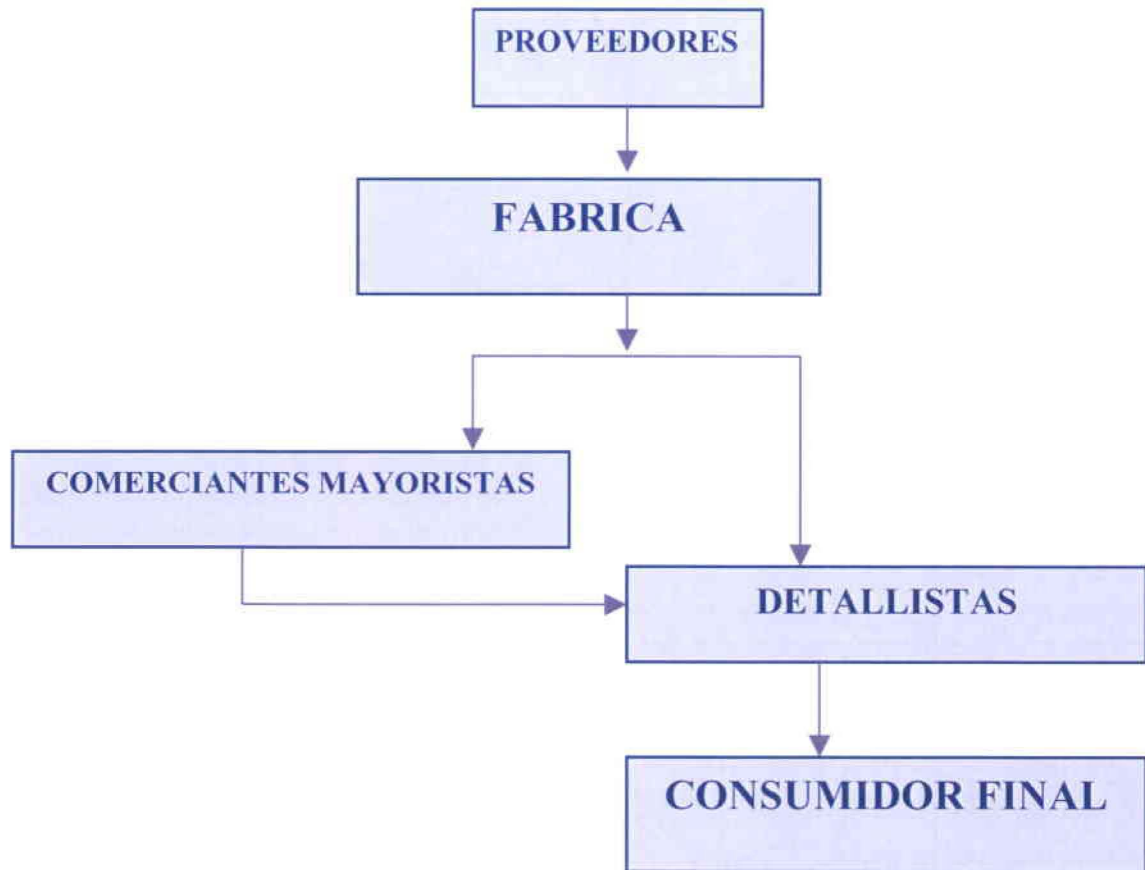 PROVEEDORES
FABRICA
COMERCIANTES MAYORISTAS
DETALLISTAS
CONSUMIDOR FINAL